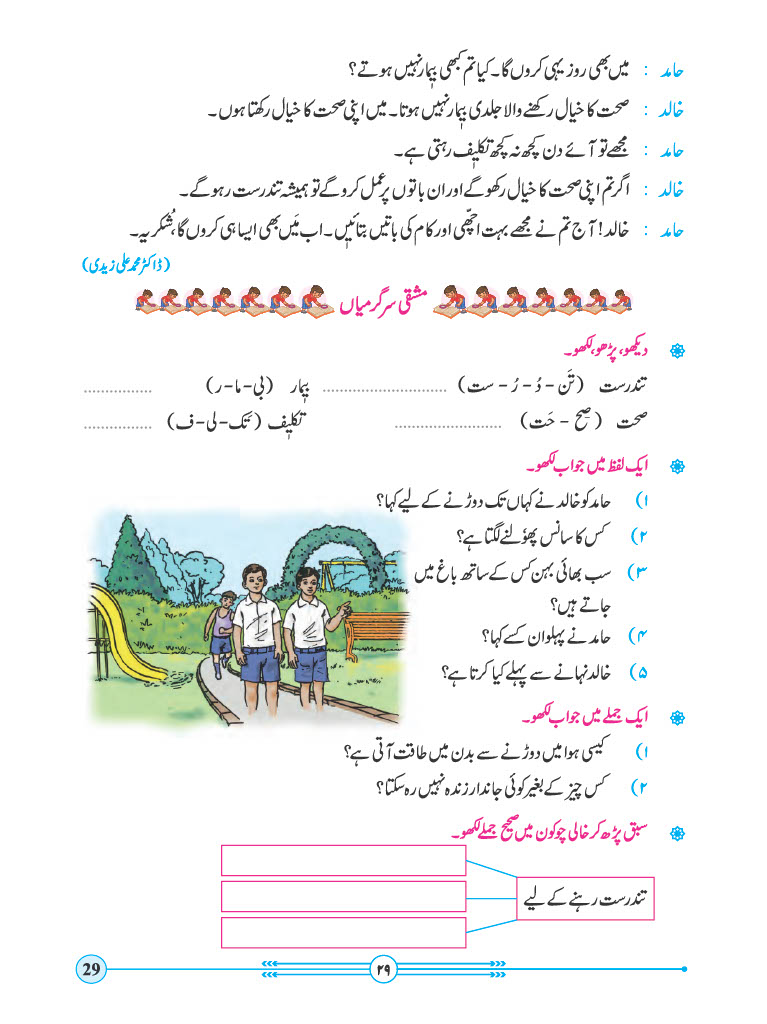 حامد : میں بھی روز یہی کروں گا۔ کیا تم کبھی بیمار نہیں ہوتے؟
خالد : صحت کا خیال رکھنے والا جلدی بیمار نہیں ہوتا۔ میں اپنی صحت کا خیال رکھتا ہوں۔
حامد : مجھے تو آئے دن کچھ نہ کچھ تکلیف رہتی ہے۔
خالد : اگر تم اپنی صحت کا خیال رکھو گے اور ان باتوں پر عمل کرو گے تو ہمیشہ تندرست رہو گے۔
حامد : خالد! آج تم نے مجھے بہت اچھّی اور کام کی باتیں بتائیں۔ اب مَیں بھی ایسا ہی کروں گا، شُکریہ۔
(ڈاکٹر محمد علی زیدی)
مشقی سرگرمیاں
دیکھو، پڑھو، لکھو۔
تندرست (تَن - دُ - رُ - ست) ............................ بیمار (بی - ما - ر) ................
صحت (صِحْ - حَت) ........................ تکلیف (تَک - لی - ف) ................
ایک لفظ میں جواب لکھو۔
۱) حامد کو خالد نے کہاں تک دوڑنے کے لیے کہا؟
۲) کس کا سانس پھوٗلنے لگتا ہے؟
۳) سب بھائی بہن کس کے ساتھ باغ میں
جاتے ہیں؟
۴) حامد نے پہلوان کسے کہا؟
۵) خالد نہانے سے پہلے کیا کرتا ہے؟
ایک جملے میں جواب لکھو۔
۱) کیسی ہوا میں دوڑنے سے بدن میں طاقت آتی ہے؟
۲) کس چیز کے بغیر کوئی جاندار زندہ نہیں رہ سکتا؟
سبق پڑھ کر خالی چوکون میں صحیح جملے لکھو۔
تندرست رہنے کے لیے
29
۲۹